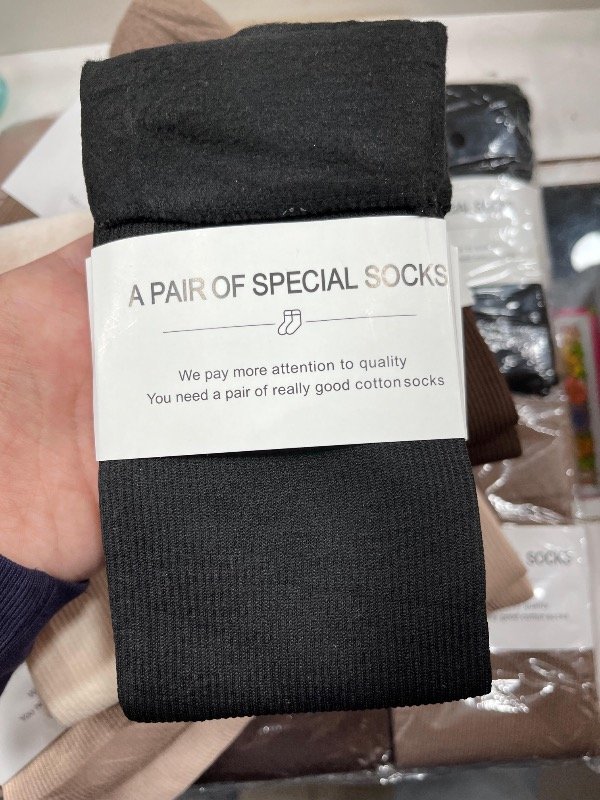 A PAIR OF SPECIAL SOCKS
We pay more attention to quality
You need a pair of really good cotton socks
SOCKS